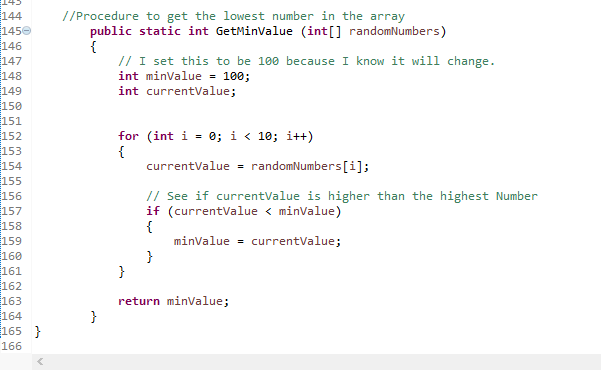 143
144 //Procedure to get the lowest number in the array
145 public static int GetMinValue (int[] randomNumbers)
146 {
147 // I set this to be 100 because I know it will change.
148 int minValue = 100;
149 int currentValue;
150
151
152 for (int i = 0; i < 10; i++)
153 {
154 currentValue = randomNumbers[i];
155
156 // See if currentValue is higher than the highest Number
157 if (currentValue < minValue)
158 {
159 minValue = currentValue;
160 }
161 }
162
163 return minValue;
164 }
165 }
166